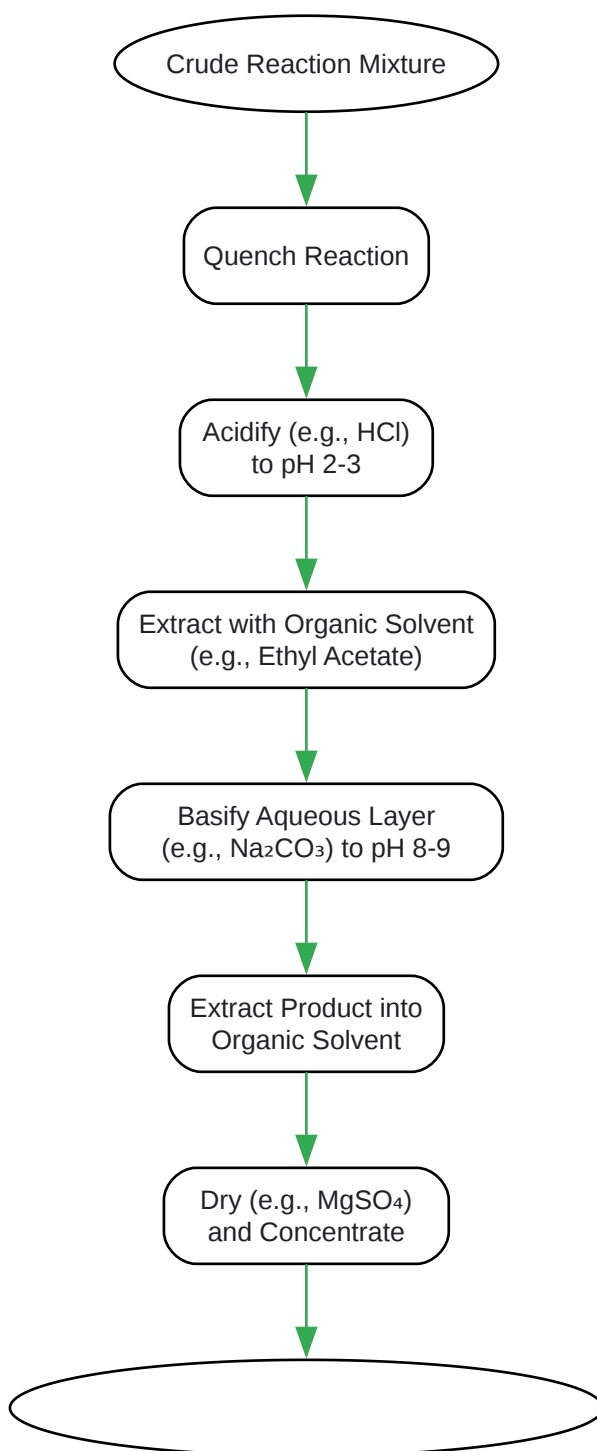 Crude Reaction Mixture
Quench Reaction
Acidify (e.g., HCl)
to pH 2-3
Extract with Organic Solvent
(e.g., Ethyl Acetate)
Basify Aqueous Layer
(e.g., Na₂CO₃) to pH 8-9
Extract Product into
Organic Solvent
Dry (e.g., MgSO₄)
and Concentrate